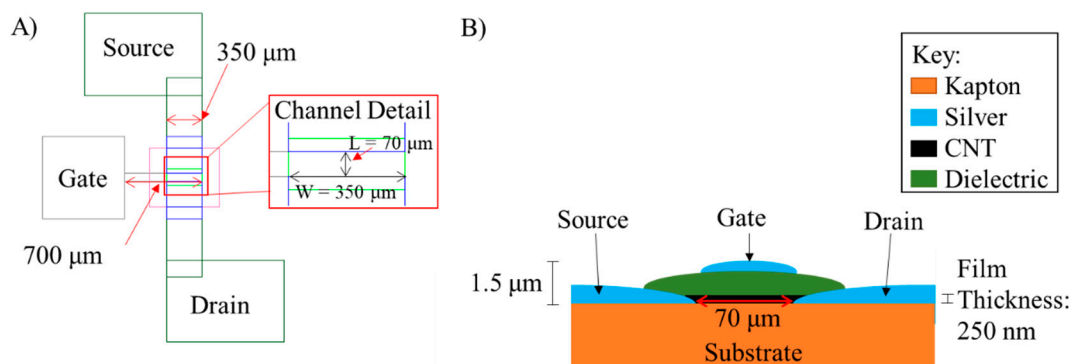 A)
Source
350 μm
Channel Detail
L = 70 μm
W = 350 μm
Gate
700 μm
Drain
B)
Key:
Kapton
Silver
CNT
Dielectric
Source
Gate
Drain
1.5 μm
70 μm
Film
Thickness:
250 nm
Substrate